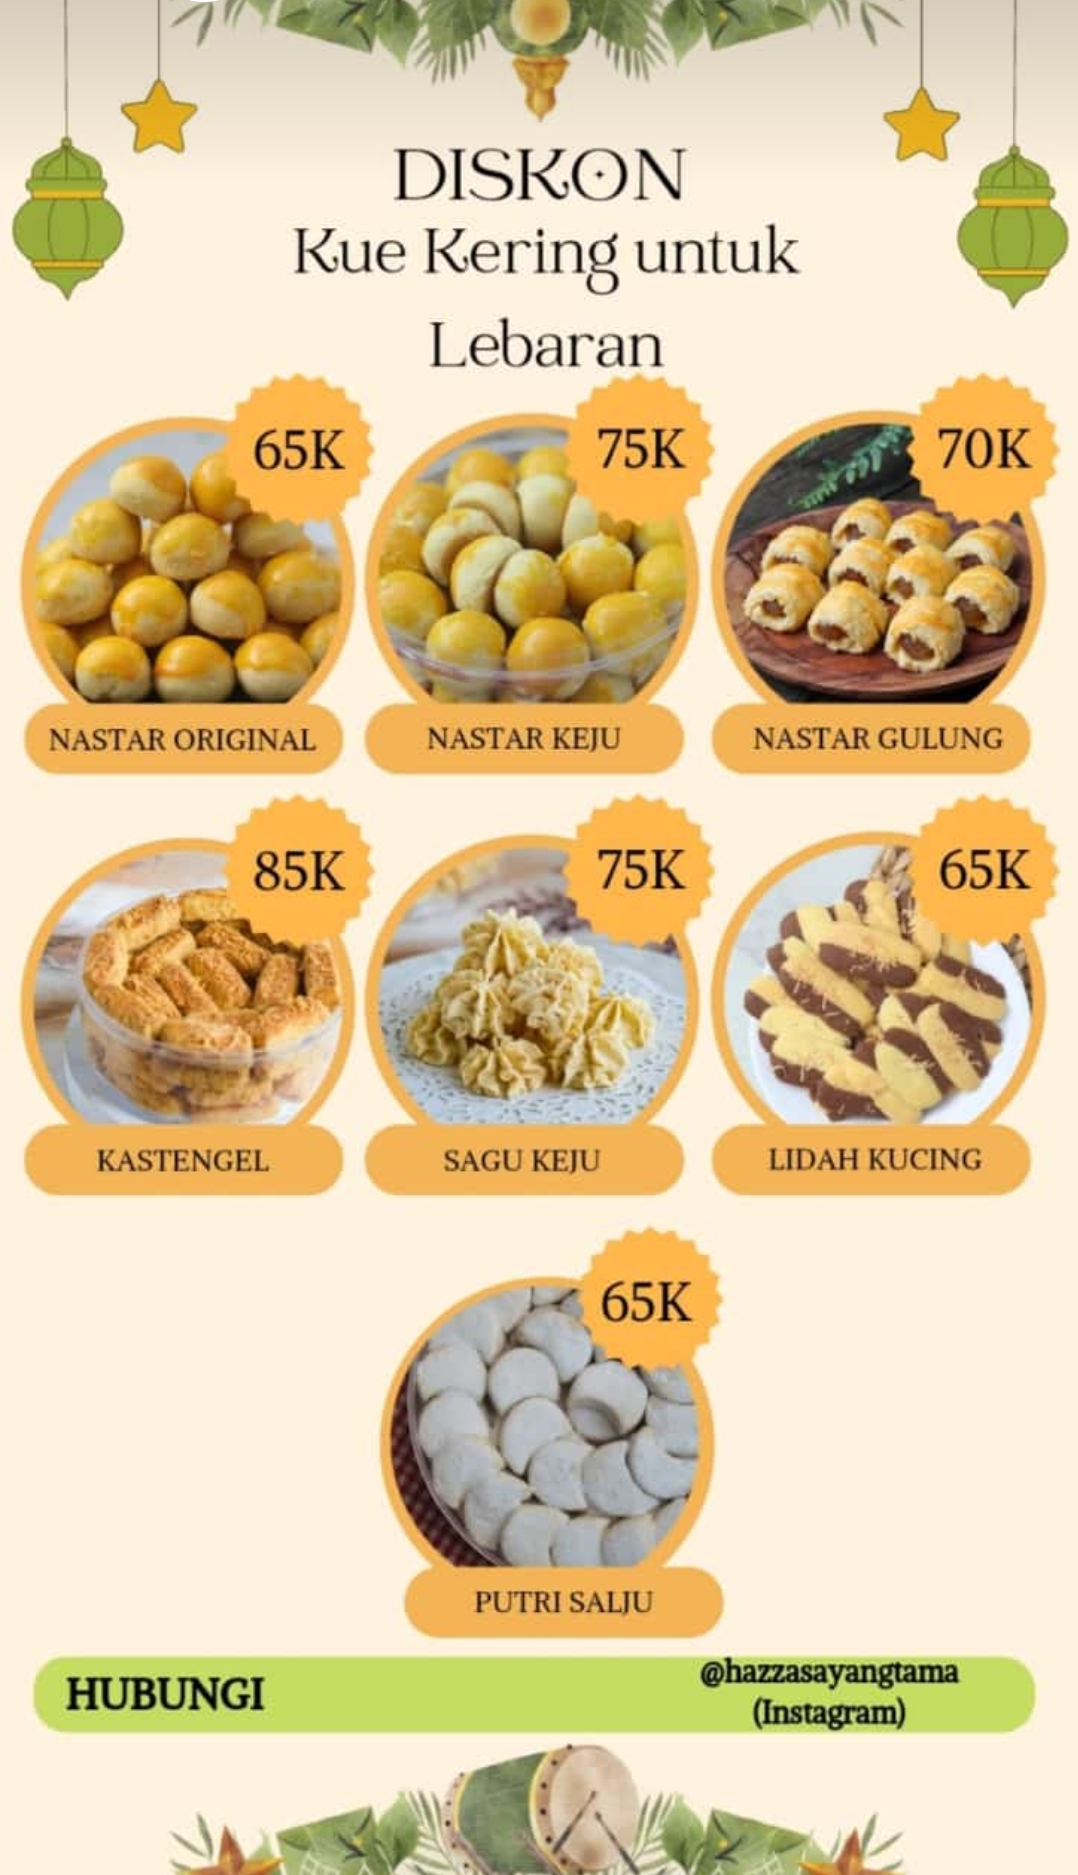 DISKON
Kue Kering untuk
Lebaran
65K
75K
70K
NASTAR ORIGINAL
NASTAR KEJU
NASTAR GULUNG
85K
75K
65K
KASTENGEL
SAGU KEJU
LIDAH KUCING
65K
PUTRI SALJU
HUBUNGI
@hazzasayangtama
(Instagram)